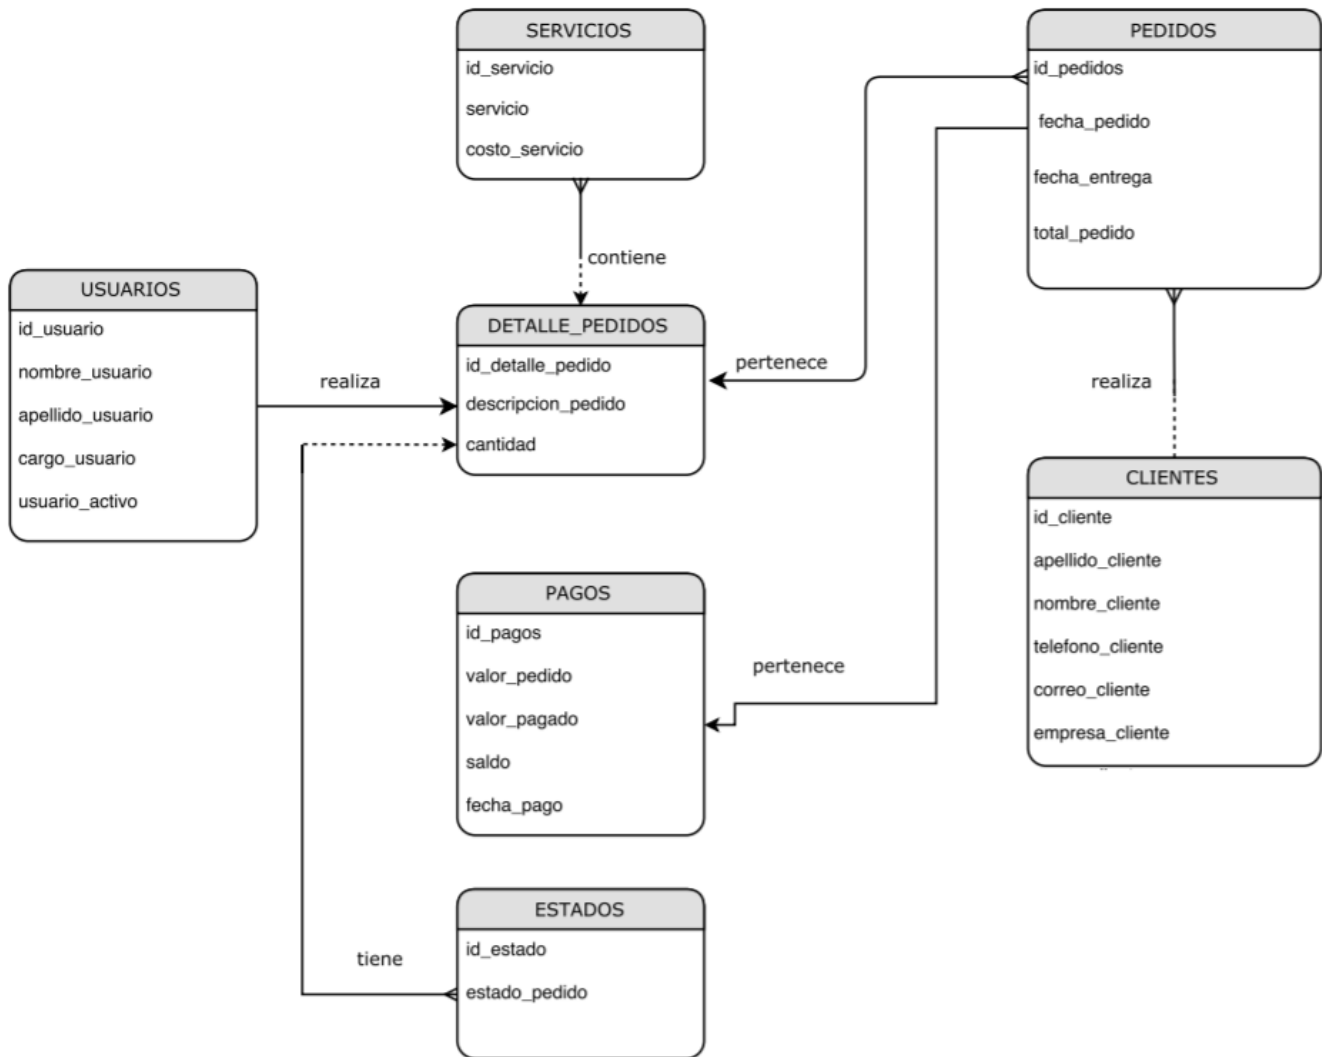 SERVICIOS
id_servicio
servicio
costo_servicio
contiene
PEDIDOS
id_pedidos
fecha_pedido
fecha_entrega
total_pedido
USUARIOS
id_usuario
nombre_usuario
apellido_usuario
cargo_usuario
usuario_activo
realiza
DETALLE_PEDIDOS
id_detalle_pedido
descripcion_pedido
cantidad
pertenece
realiza
CLIENTES
id_cliente
apellido_cliente
nombre_cliente
telefono_cliente
correo_cliente
empresa_cliente
PAGOS
id_pagos
valor_pedido
valor_pagado
saldo
fecha_pago
pertenece
ESTADOS
id_estado
estado_pedido
tiene